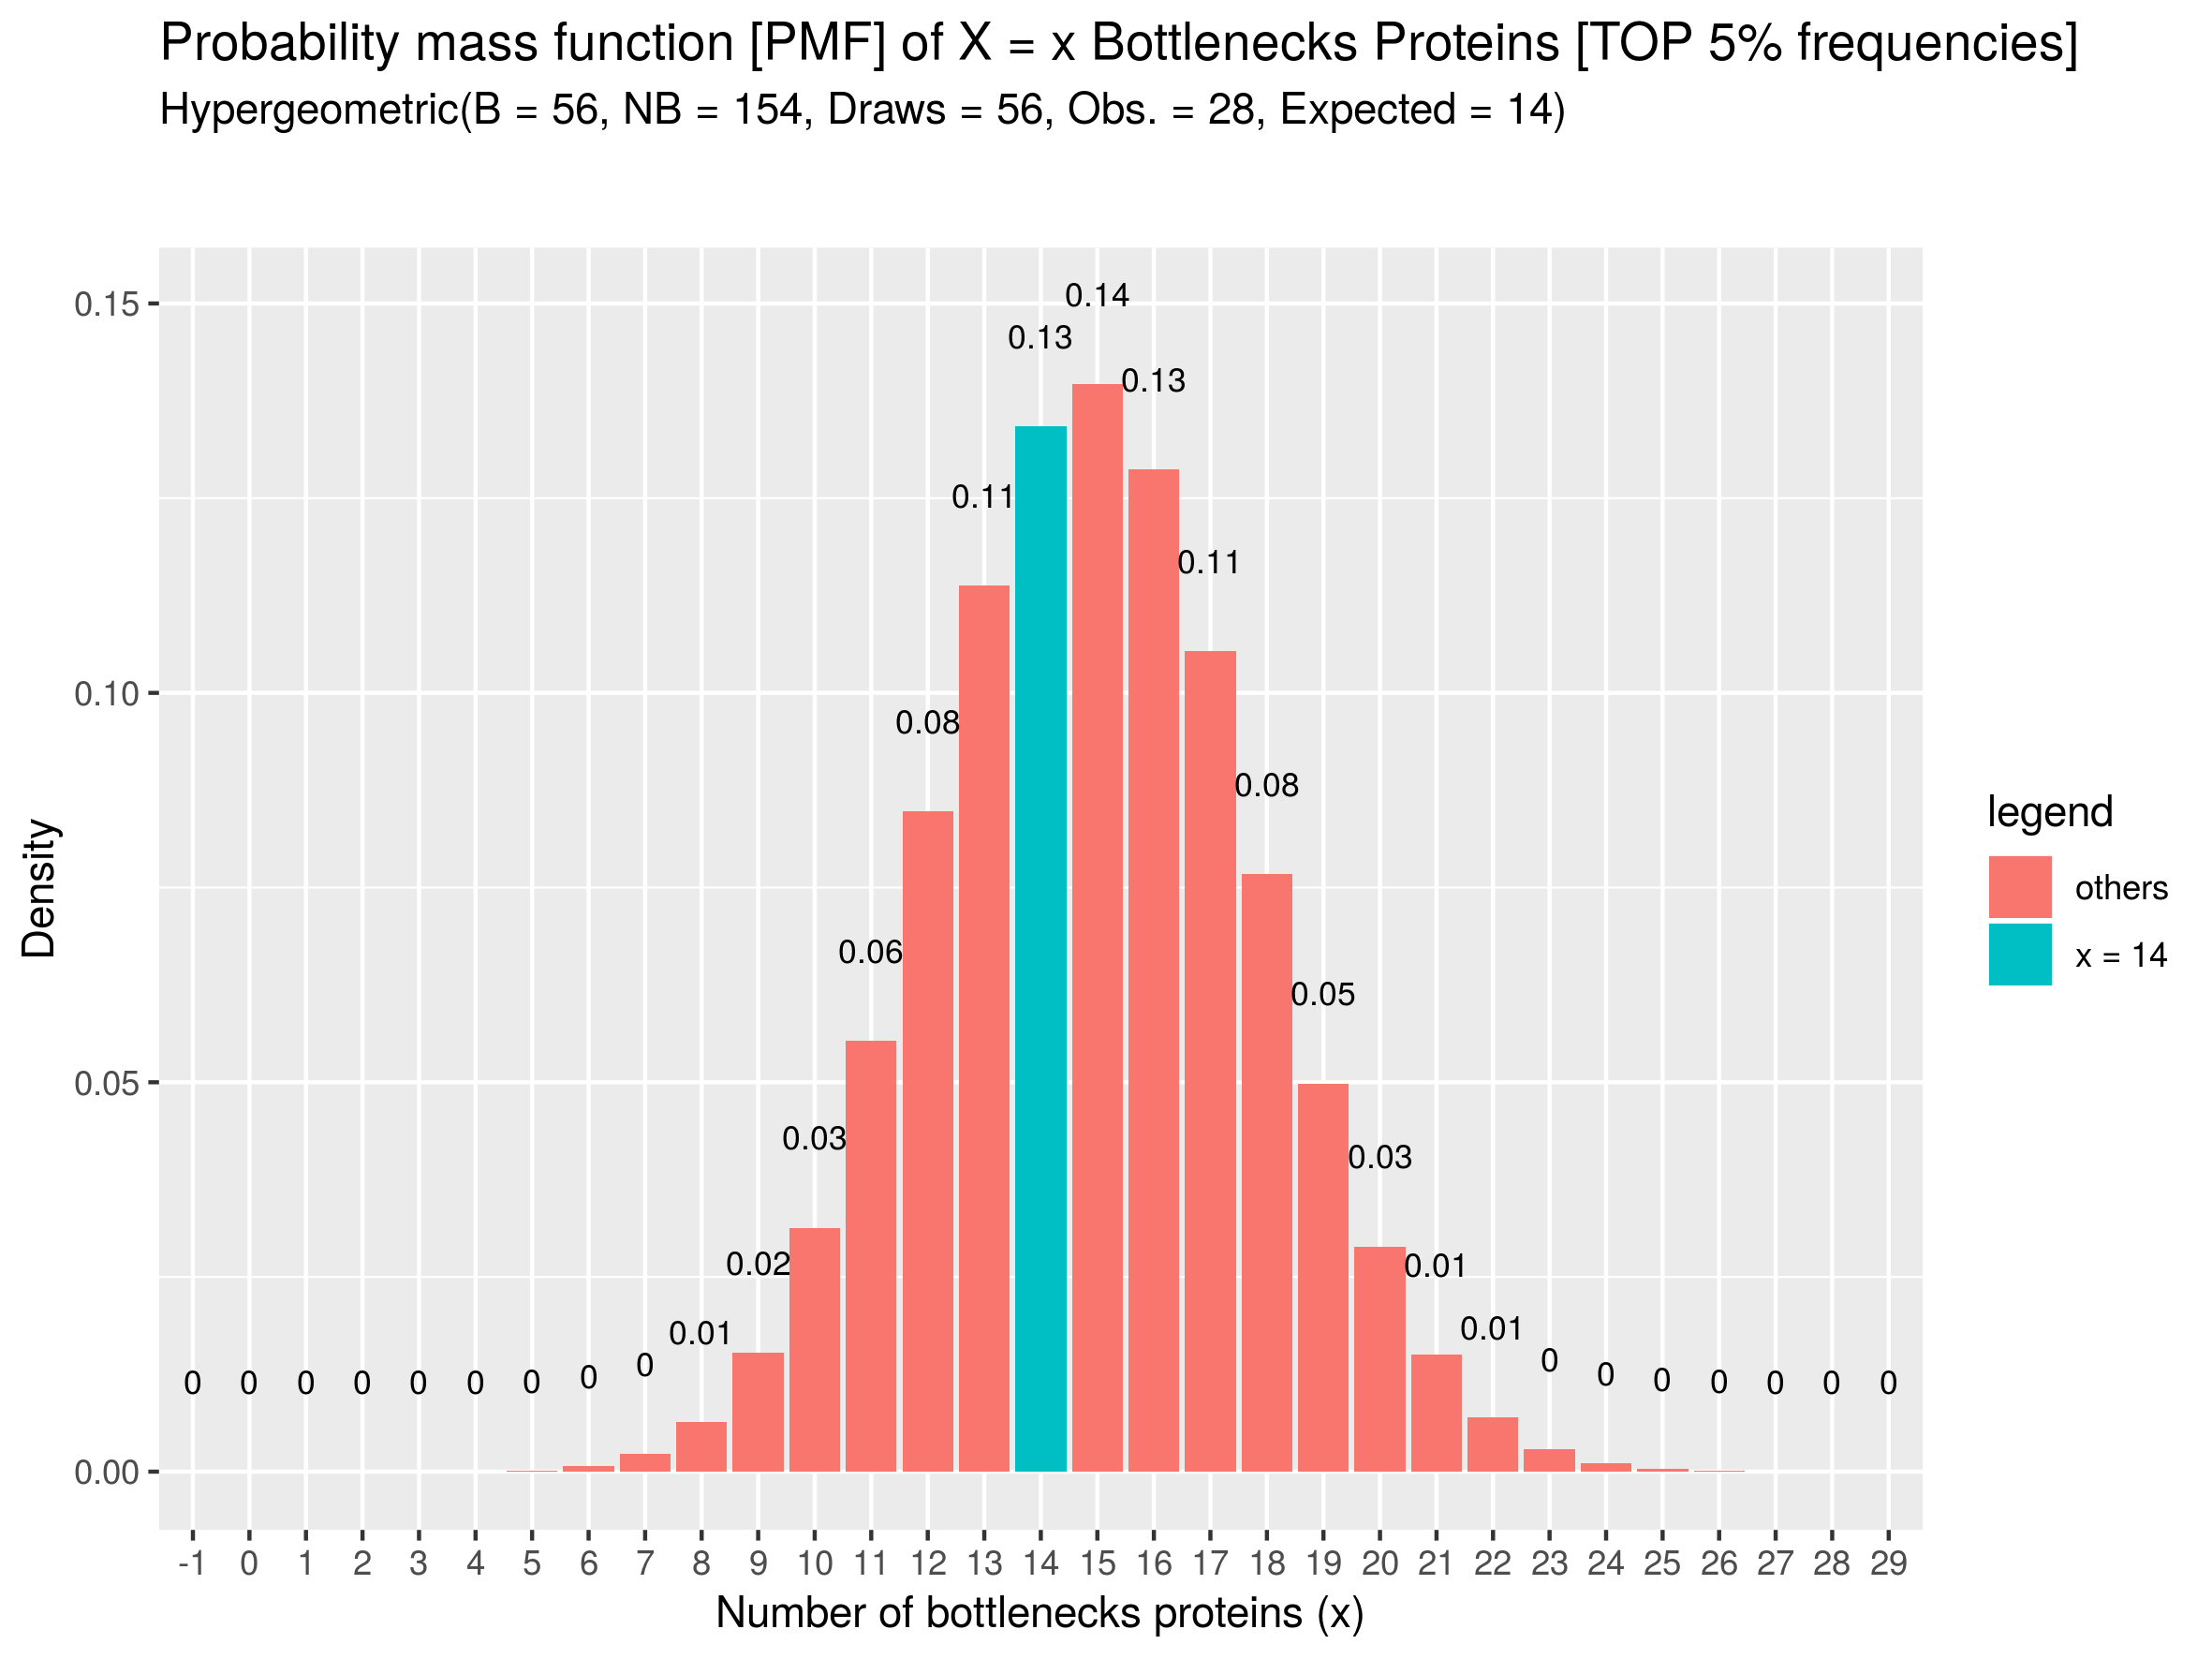 Probability mass function [PMF] of X = x Bottlenecks Proteins [TOP 5% frequencies]
Hypergeometric(B = 56, NB = 154, Draws = 56, Obs. = 28, Expected = 14)
0.15
0.10
0.05
0.00
Density
0 0 0 0 0 0 0 0 0 0.01 0.02 0.03 0.06 0.08 0.11 0.13 0.14 0.13 0.11 0.08 0.05 0.03 0.01 0.01 0 0 0 0 0 0 0
-1 0 1 2 3 4 5 6 7 8 9 10 11 12 13 14 15 16 17 18 19 20 21 22 23 24 25 26 27 28 29
Number of bottlenecks proteins (x)
legend
others
x = 14